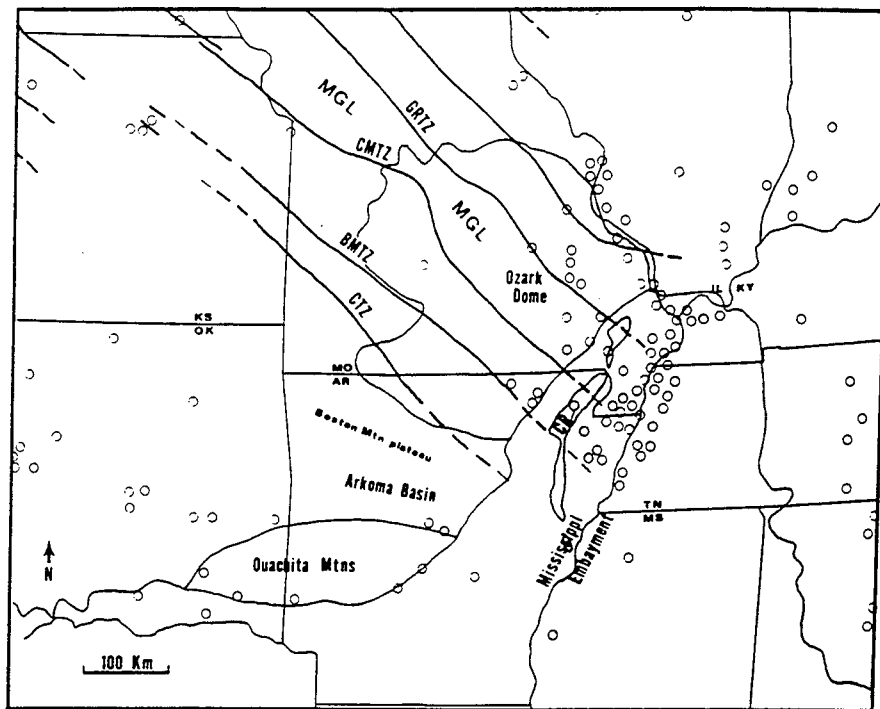 MGL
GRTZ
CMTZ
MGL
BMTZ
Ozark
Dome
CTZ
IL KY
KS
OK
MO
AR
CR
Boston Mtn plateau
Arkoma Basin
TN
MS
Mississippi
Embayment
N
Ouachita Mtns
100 Km